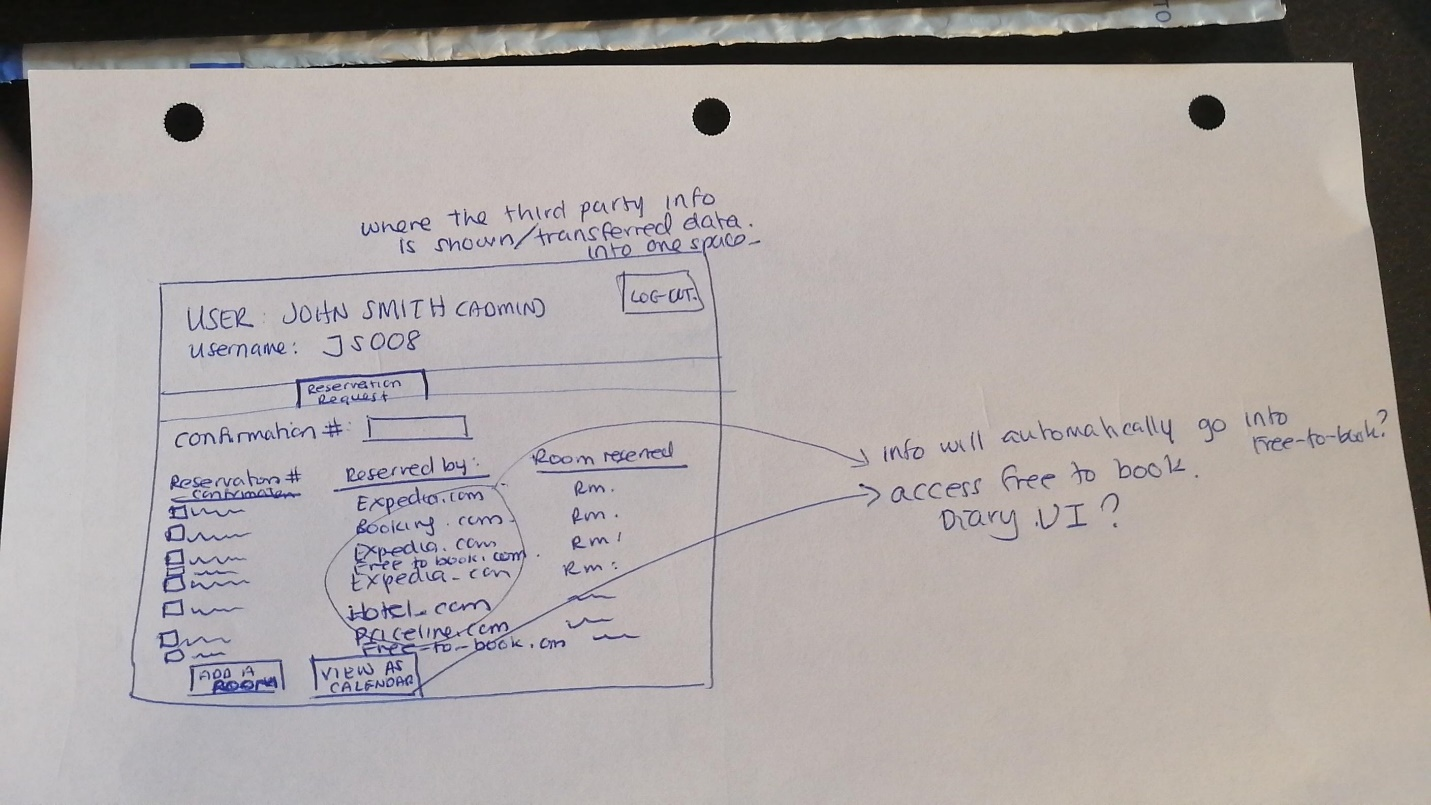 TO
where the third party info
is shown/transferred data.
into one space
USER: JOHN SMITH (ADMIN)
LOG-OUT.
username: JS008
Reservation
Request
confirmation #:
Reservation #
confirmation
Reserved by:
Room reserved
Expedia.com
Rm.
Booking.com
Rm.
Expedia.com
Rm!
Free to book.com.
Expedia.com
Rm:
Hotel.com
Priceline.com
Free-to-book.com
ADD A
ROOM
VIEW AS
CALENDAR
info will automatically go into
Free-to-book?
access free to book.
Diary UI?